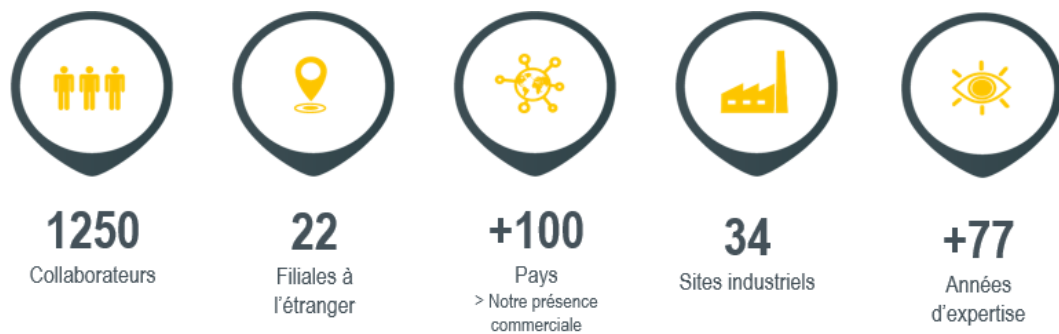 1250
Collaborateurs
22
Filiales à
l'étranger
+100
Pays
> Notre présence
commerciale
34
Sites industriels
+77
Années
d'expertise